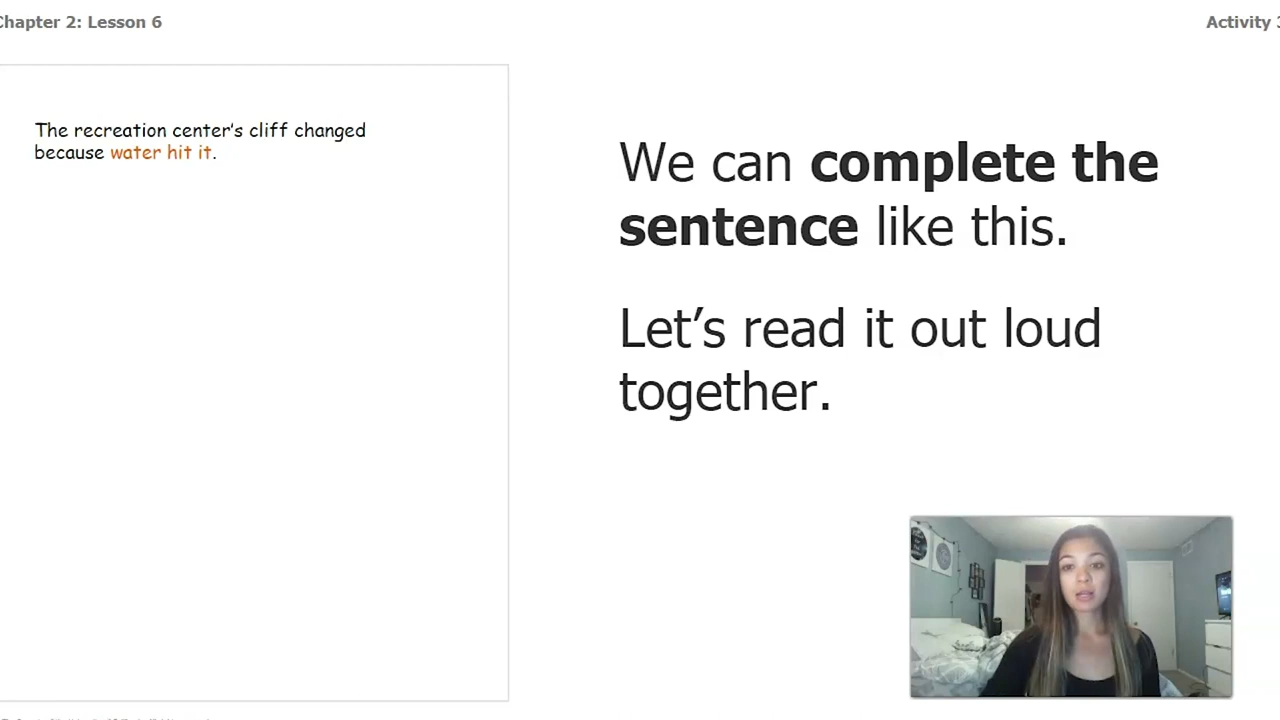 Chapter 2: Lesson 6
Activity 3
The recreation center's cliff changed
because water hit it.
We can complete the
sentence like this.
Let's read it out loud
together.